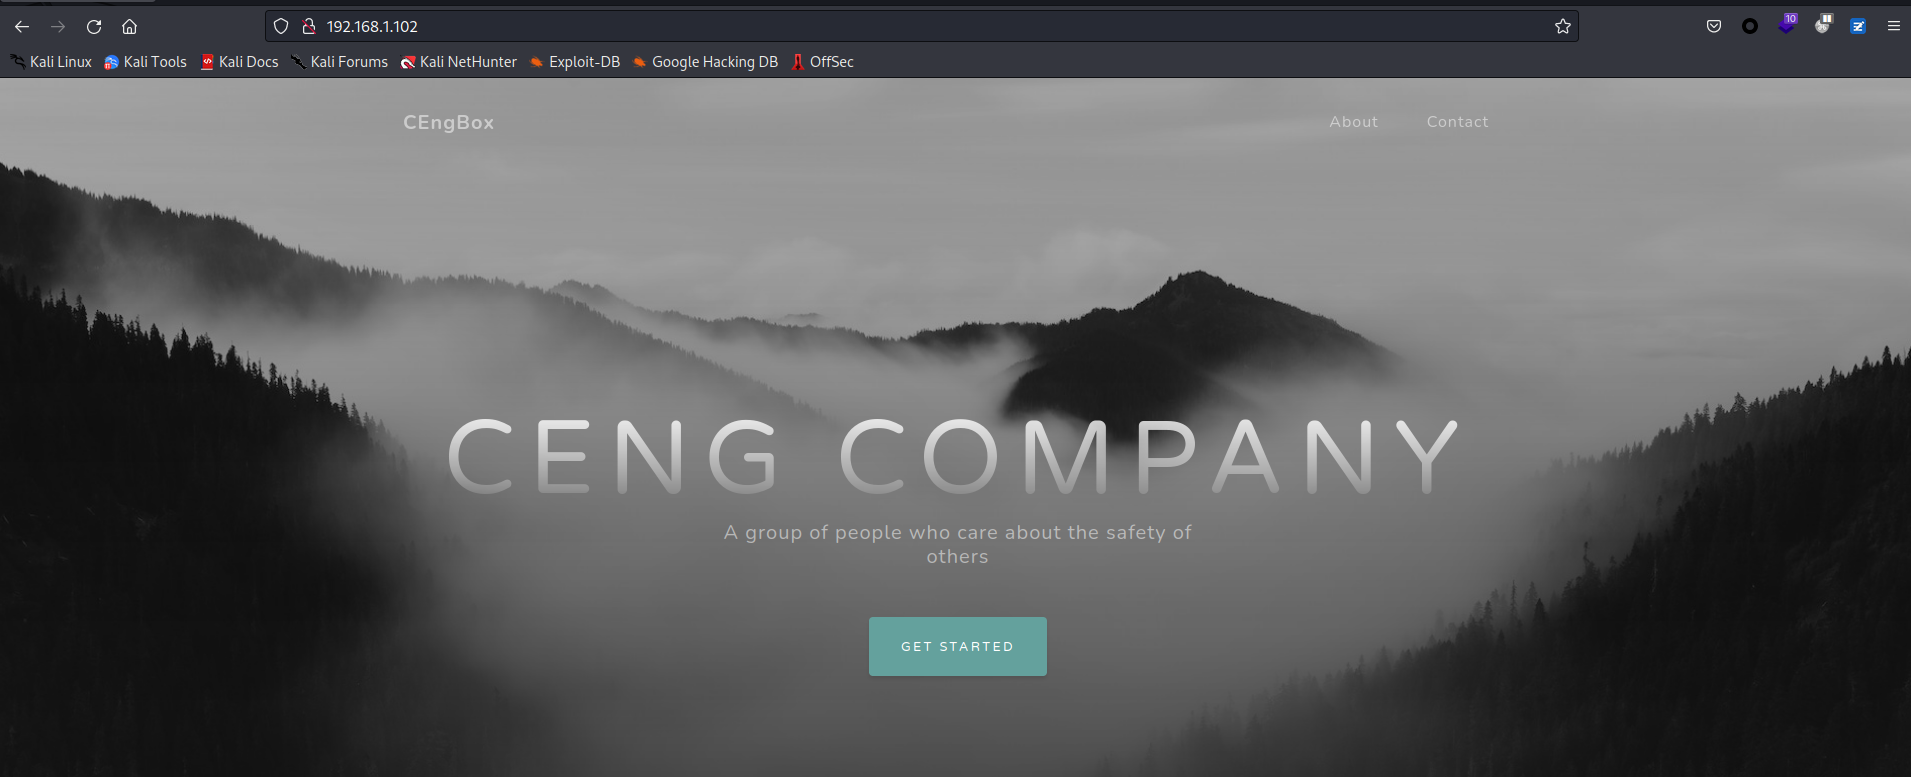 192.168.1.102
10
Kali Linux Kali Tools Kali Docs Kali Forums Kali NetHunter Exploit-DB Google Hacking DB OffSec
CEngBox About Contact
CENG COMPANY
A group of people who care about the safety of
others
GET STARTED